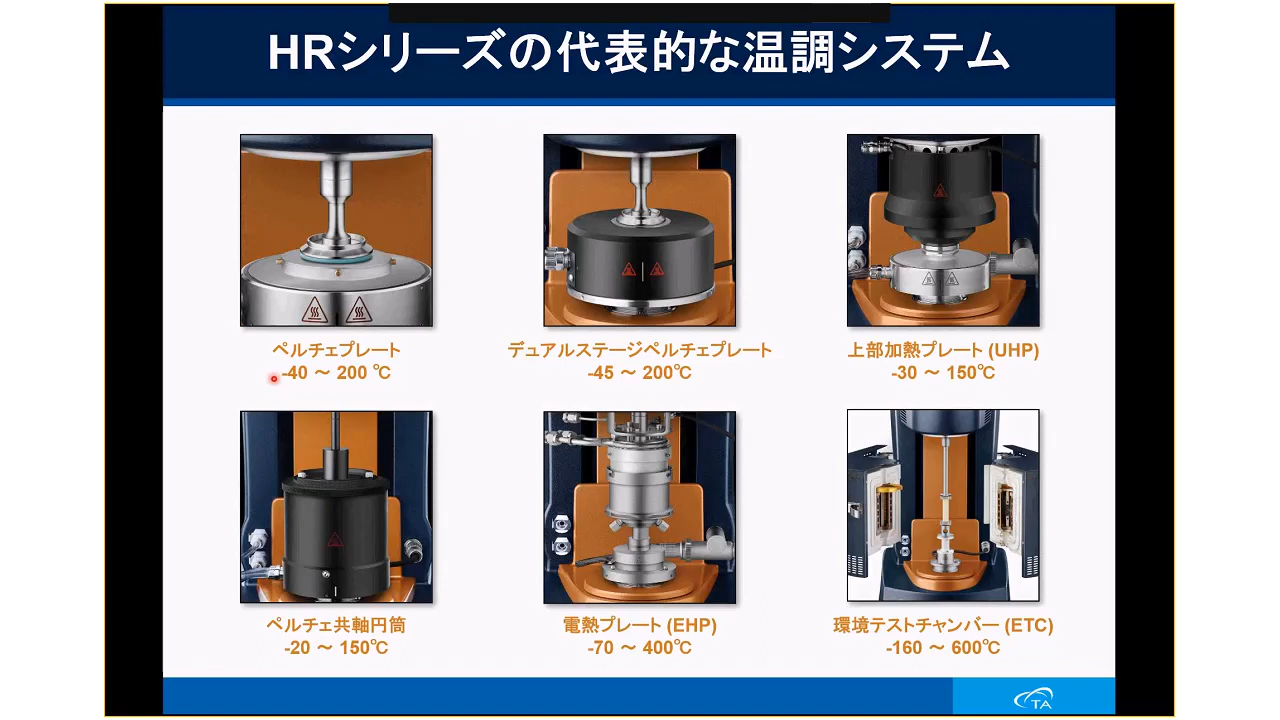 HRシリーズの代表的な温調システム
ペルチェプレート
-40 ～ 200 ℃
デュアルステージペルチェプレート
-45 ～ 200℃
上部加熱プレート (UHP)
-30 ～ 150℃
ペルチェ共軸円筒
-20 ～ 150℃
電熱プレート (EHP)
-70 ～ 400℃
環境テストチャンバー (ETC)
-160 ～ 600℃
TA